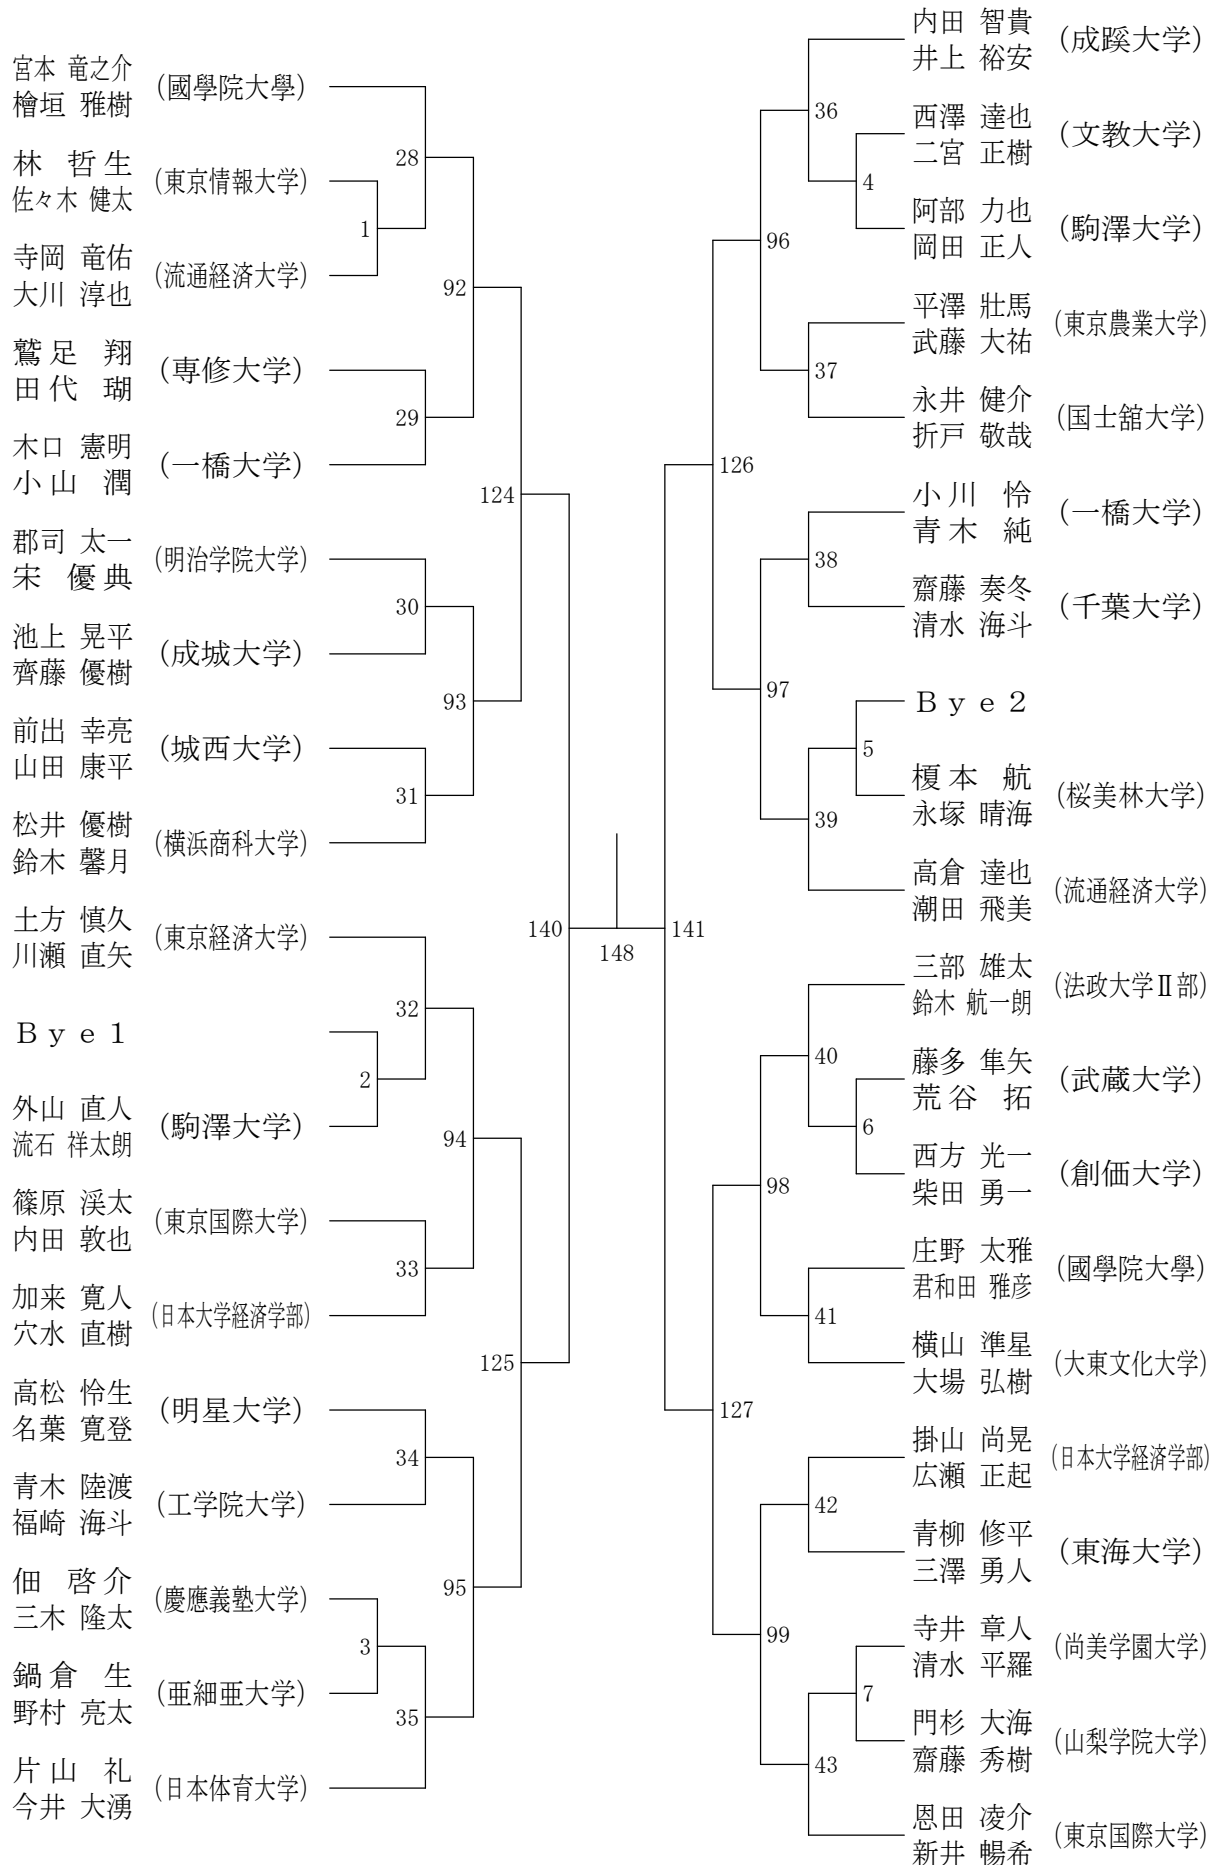 宮本 竜之介
檜垣 雅樹
(國學院大學)
林 哲生
佐々木 健太
(東京情報大学)
寺岡 竜佑
大川 淳也
(流通経済大学)
鷲足 翔
田代 瑚
(専修大学)
木口 憲明
小山 潤
(一橋大学)
郡司 太一
宋 優典
(明治学院大学)
池上 晃平
齊藤 優樹
(成城大学)
前出 幸亮
山田 康平
(城西大学)
松井 優樹
鈴木 馨月
(横浜商科大学)
土方 慎久
川瀬 直矢
(東京経済大学)
Bye1
外山 直人
流石 祥太朗
(駒澤大学)
篠原 渓太
内田 敦也
(東京国際大学)
加来 寛人
穴水 直樹
(日本大学経済学部)
高松 怜生
名葉 寛登
(明星大学)
青木 陸渡
福崎 海斗
(工学院大学)
佃 啓介
三木 隆太
(慶應義塾大学)
鍋倉 生
野村 亮太
(亜細亜大学)
片山 礼
今井 大湧
(日本体育大学)
1
2
3
28
29
30
31
32
33
34
35
92
93
94
95
124
125
140
148
141
126
127
96
97
98
99
36
37
38
39
40
41
42
43
4
5
6
7
内田 智貴
井上 裕安
(成蹊大学)
西澤 達也
二宮 正樹
(文教大学)
阿部 力也
岡田 正人
(駒澤大学)
平澤 壯馬
武藤 大祐
(東京農業大学)
永井 健介
折戸 敬哉
(国士舘大学)
小川 怜
青木 純
(一橋大学)
齋藤 奏冬
清水 海斗
(千葉大学)
Bye2
榎本 航
永塚 晴海
(桜美林大学)
高倉 達也
潮田 飛美
(流通経済大学)
三部 雄太
鈴木 航一朗
(法政大学Ⅱ部)
藤多 隼矢
荒谷 拓
(武蔵大学)
西方 光一
柴田 勇一
(創価大学)
庄野 太雅
君和田 雅彦
(國學院大學)
横山 準星
大場 弘樹
(大東文化大学)
掛山 尚晃
広瀬 正起
(日本大学経済学部)
青柳 修平
三澤 勇人
(東海大学)
寺井 章人
清水 平羅
(尚美学園大学)
門杉 大海
齋藤 秀樹
(山梨学院大学)
恩田 凌介
新井 暢希
(東京国際大学)